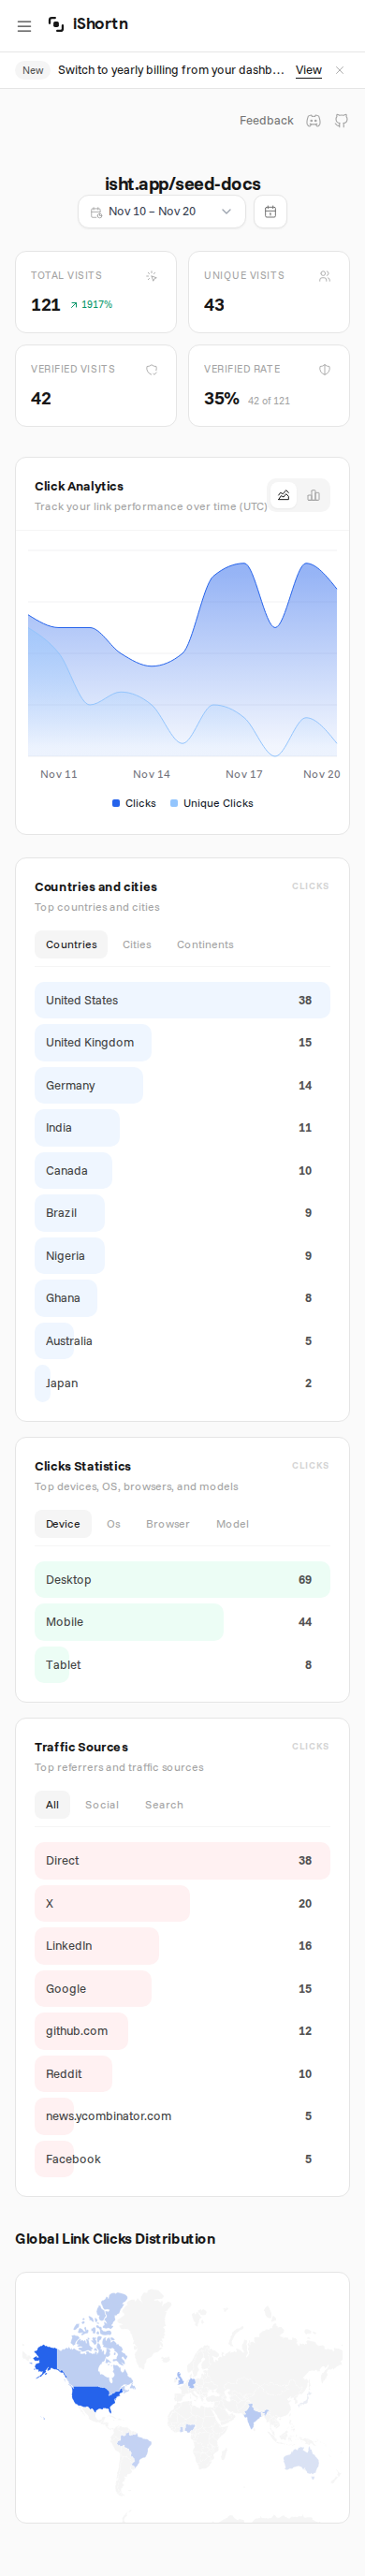 IShortn
New Switch to yearly billing from your dashb... View
Feedback
isht.app/seed-docs
Nov 10 – Nov 20
TOTAL VISITS
121 1917%
UNIQUE VISITS
43
VERIFIED VISITS
42
VERIFIED RATE
35% 42 of 121
Click Analytics
Track your link performance over time (UTC)
Nov 11 Nov 14 Nov 17 Nov 20
Clicks Unique Clicks
Countries and cities CLICKS
Top countries and cities
Countries Cities Continents
United States 38
United Kingdom 15
Germany 14
India 11
Canada 10
Brazil 9
Nigeria 9
Ghana 8
Australia 5
Japan 2
Clicks Statistics CLICKS
Top devices, OS, browsers, and models
Device Os Browser Model
Desktop 69
Mobile 44
Tablet 8
Traffic Sources CLICKS
Top referrers and traffic sources
All Social Search
Direct 38
X 20
LinkedIn 16
Google 15
github.com 12
Reddit 10
news.ycombinator.com 5
Facebook 5
Global Link Clicks Distribution